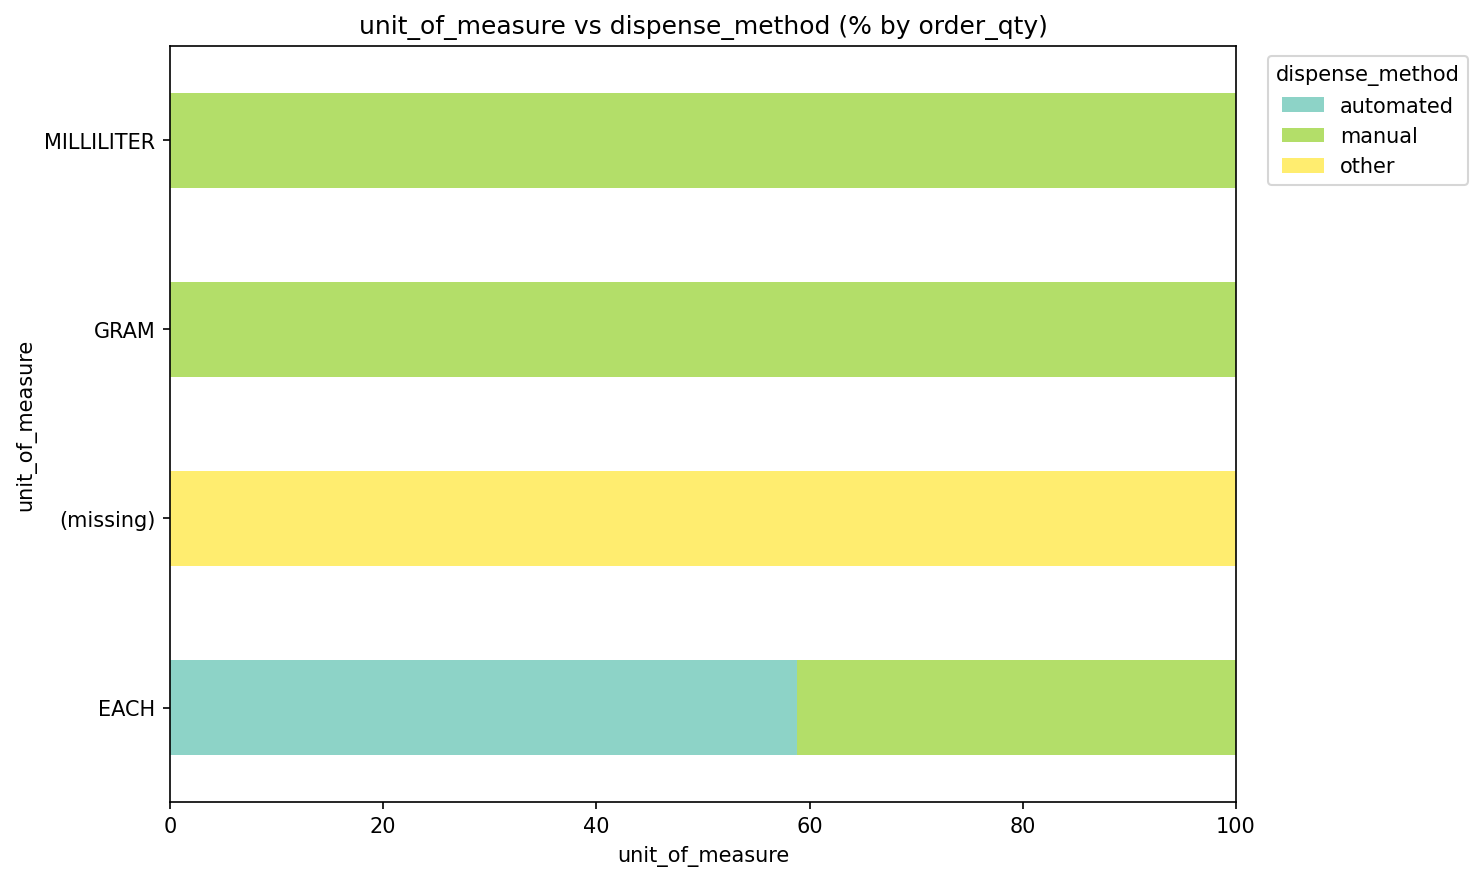 unit_of_measure vs dispense_method (% by order_qty)
dispense_method
automated
manual
other
unit_of_measure
MILLILITER
GRAM
(missing)
EACH
0 20 40 60 80 100
unit_of_measure